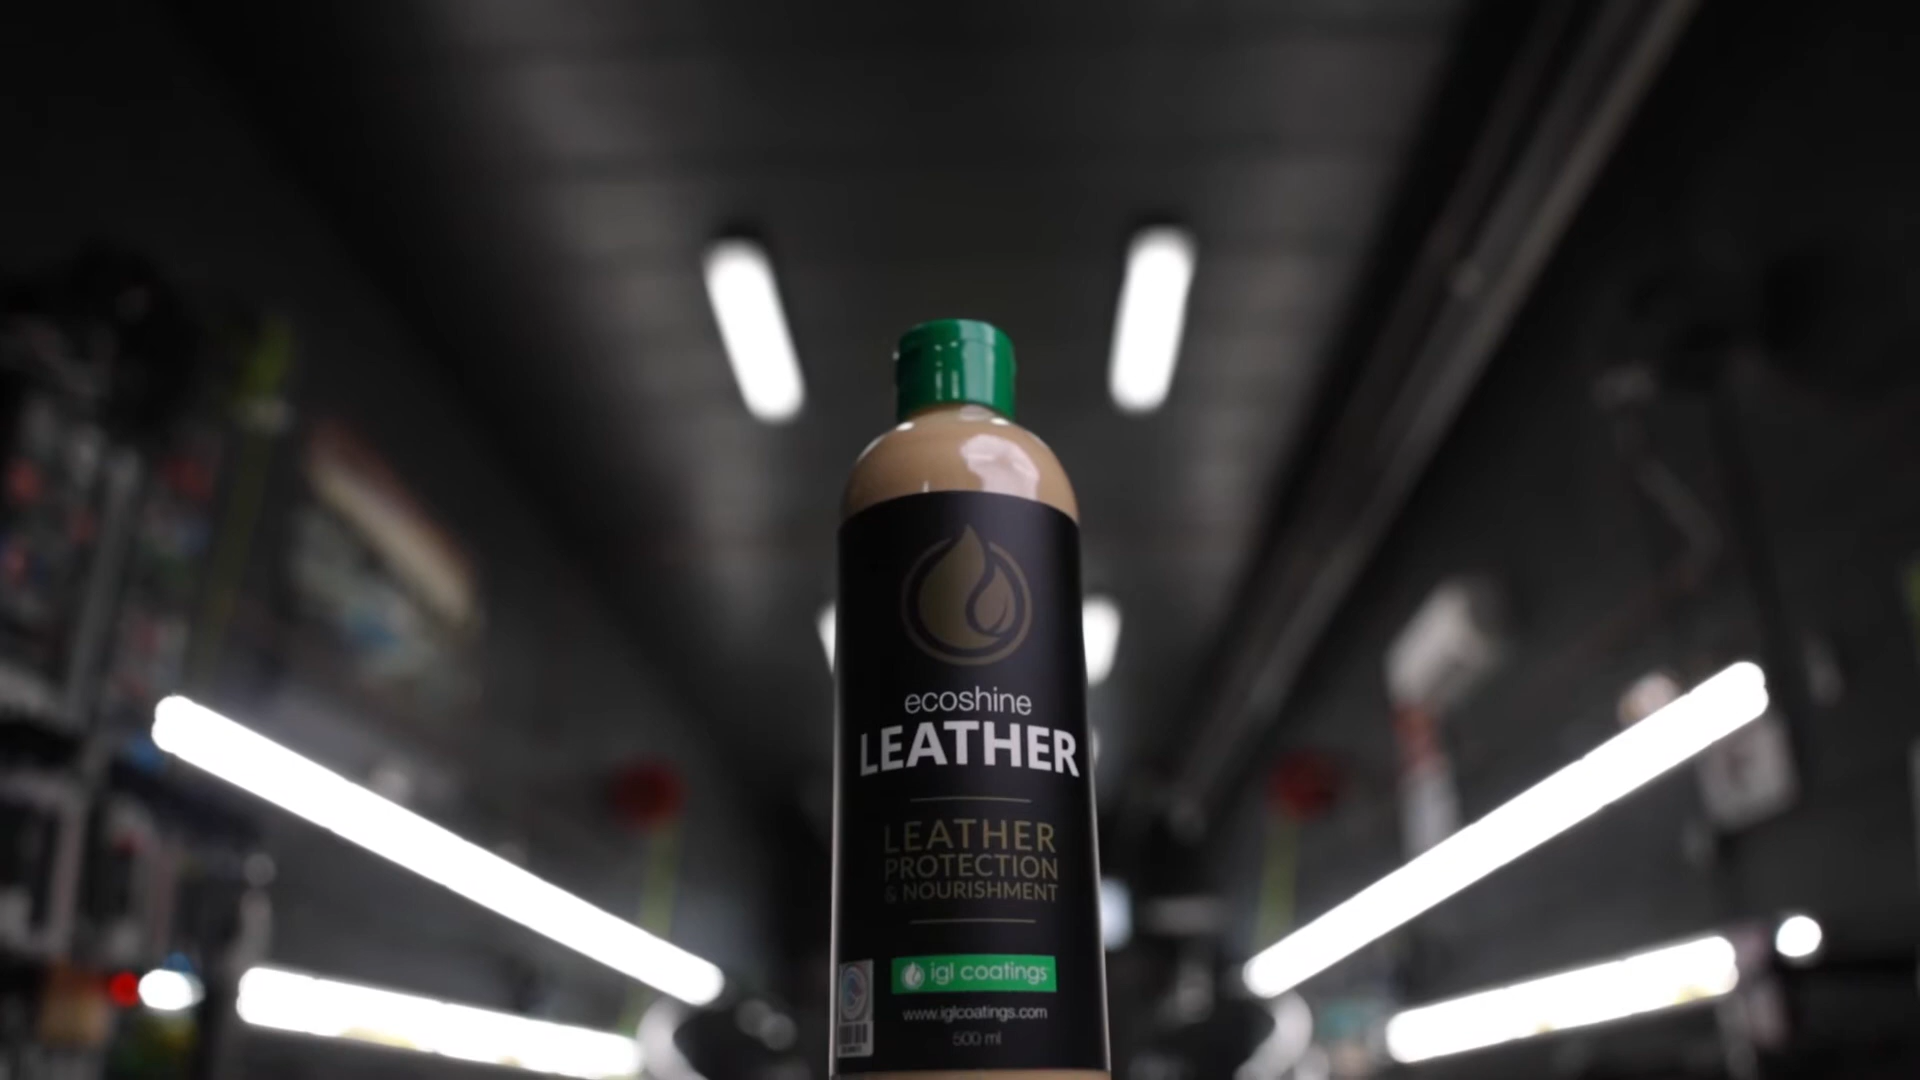 ecoshine
LEATHER
LEATHER
PROTECTION
& NOURISHMENT
igl coatings
www.iglcoatings.com
500 ml